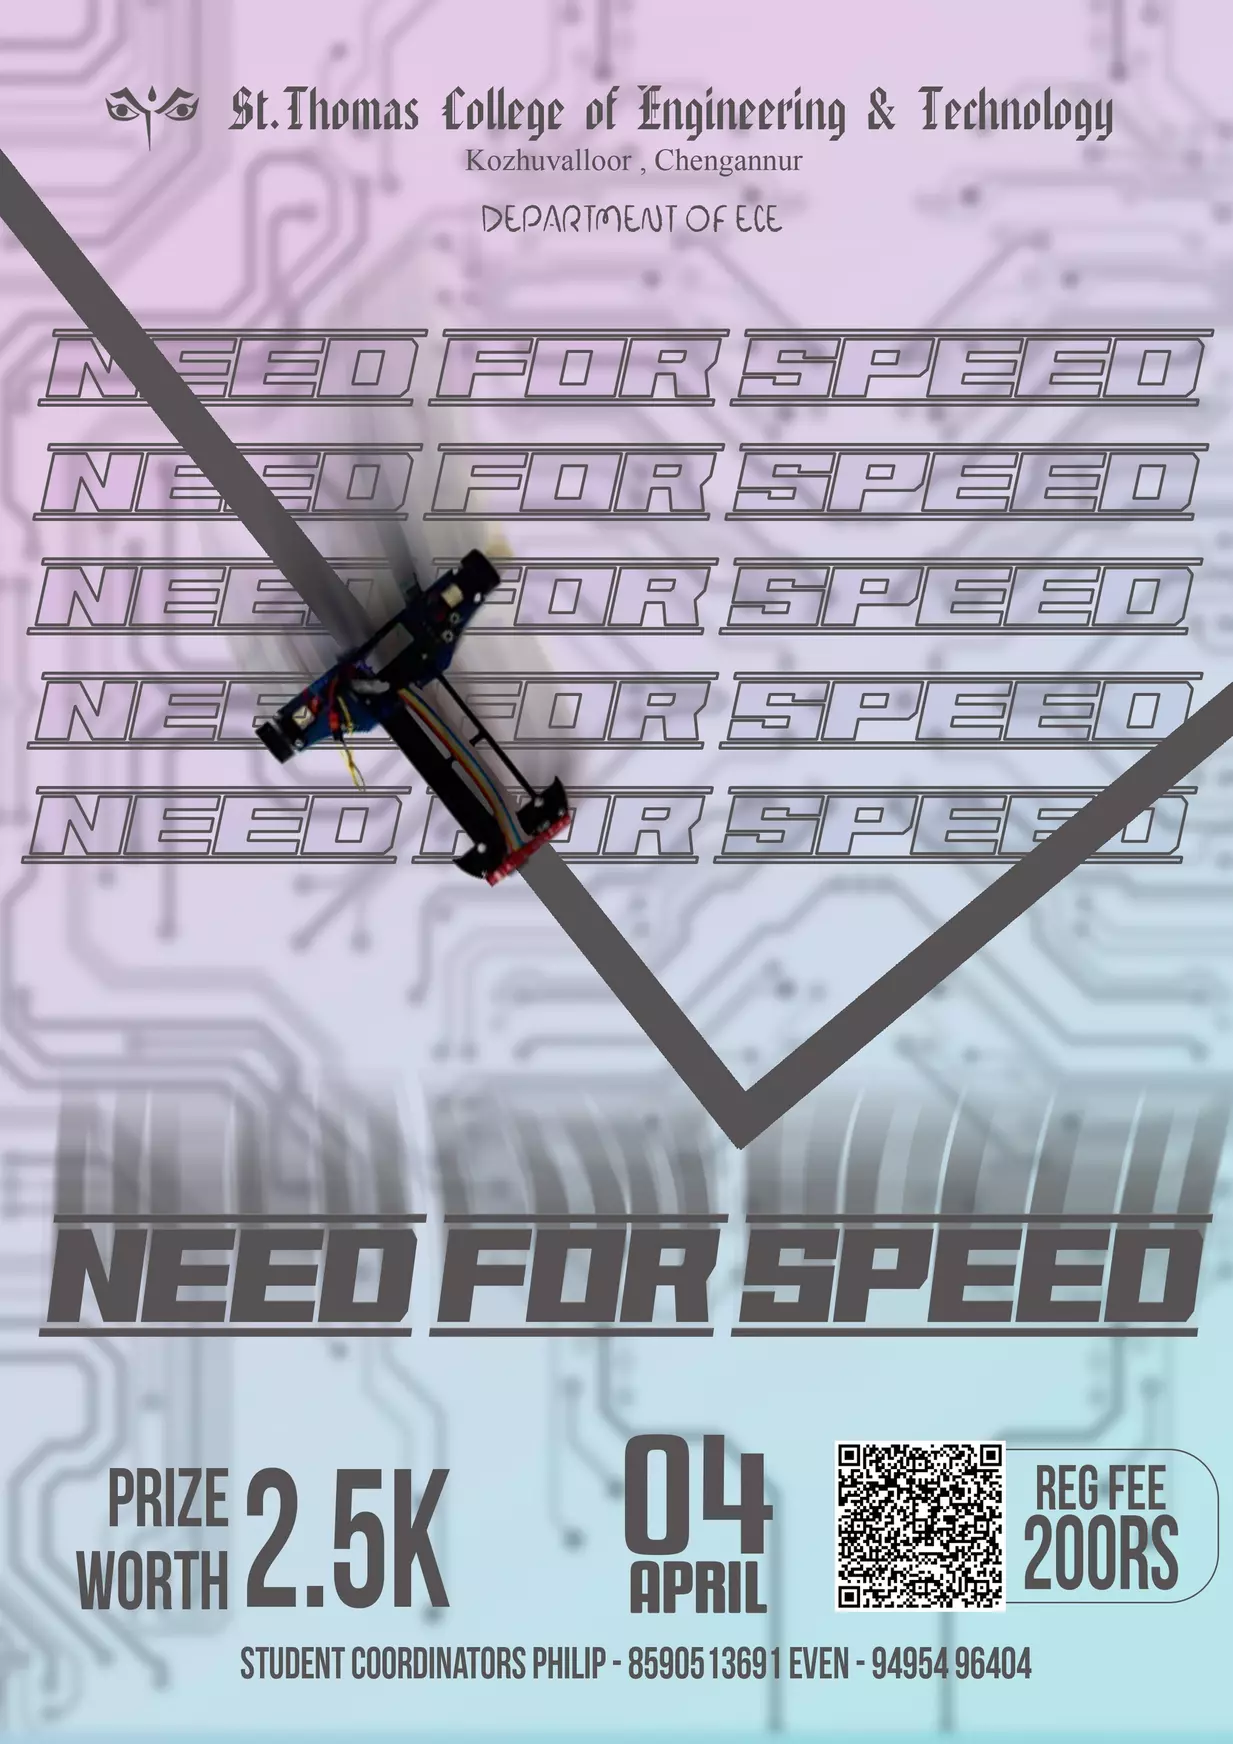 St.Thomas College of Engineering & Technology
Kozhuvalloor , Chengannur
DEPARTMENT OF ECE
NEED FOR SPEED
NEED FOR SPEED
NEED FOR SPEED
NEED FOR SPEED
NEED FOR SPEED
NEED FOR SPEED
PRIZE
WORTH 2.5K
04
APRIL
REG FEE
200RS
STUDENT COORDINATORS PHILIP - 8590513691 EVEN - 94954 96404